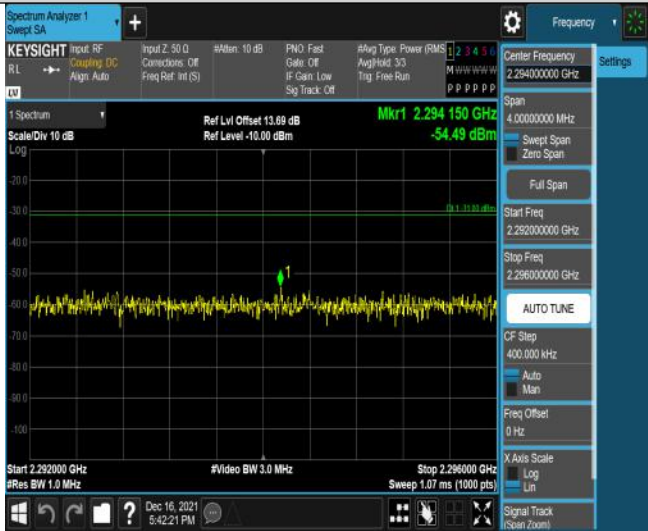 Spectrum Analyzer 1
Swept SA
Frequency
KEYSIGHT
RL
Input: RF
Coupling: DC
Align: Auto
Input Z: 50 Ω
Corrections: Off
Freq Ref: Int (S)
#Atten: 10 dB
PNO: Fast
Gate: Off
IF Gain: Low
Sig Track: Off
#Avg Type: Power (RMS
Avg|Hold: 3/3
Trig: Free Run
1 2 3 4 5 6
M W W W W W
P P P P P P
LV
1 Spectrum
Scale/Div 10 dB
Log
Ref Lvl Offset 13.69 dB
Ref Level -10.00 dBm
Mkr1 2.294 150 GHz
-54.49 dBm
-20.0
-30.0
-40.0
-50.0
-60.0
-70.0
-80.0
-90.0
-100
1
Start 2.292000 GHz
#Res BW 1.0 MHz
#Video BW 3.0 MHz
Stop 2.296000 GHz
Sweep 1.07 ms (1000 pts)
?
Dec 16, 2021
5:42:21 PM
Center Frequency
2.294000000 GHz
Settings
Span
4.00000000 MHz
Swept Span
Zero Span
Full Span
Start Freq
2.292000000 GHz
Stop Freq
2.296000000 GHz
AUTO TUNE
CF Step
400.000 kHz
Auto
Man
Freq Offset
0 Hz
X Axis Scale
Log
Lin
Signal Track
(Span Zoom)